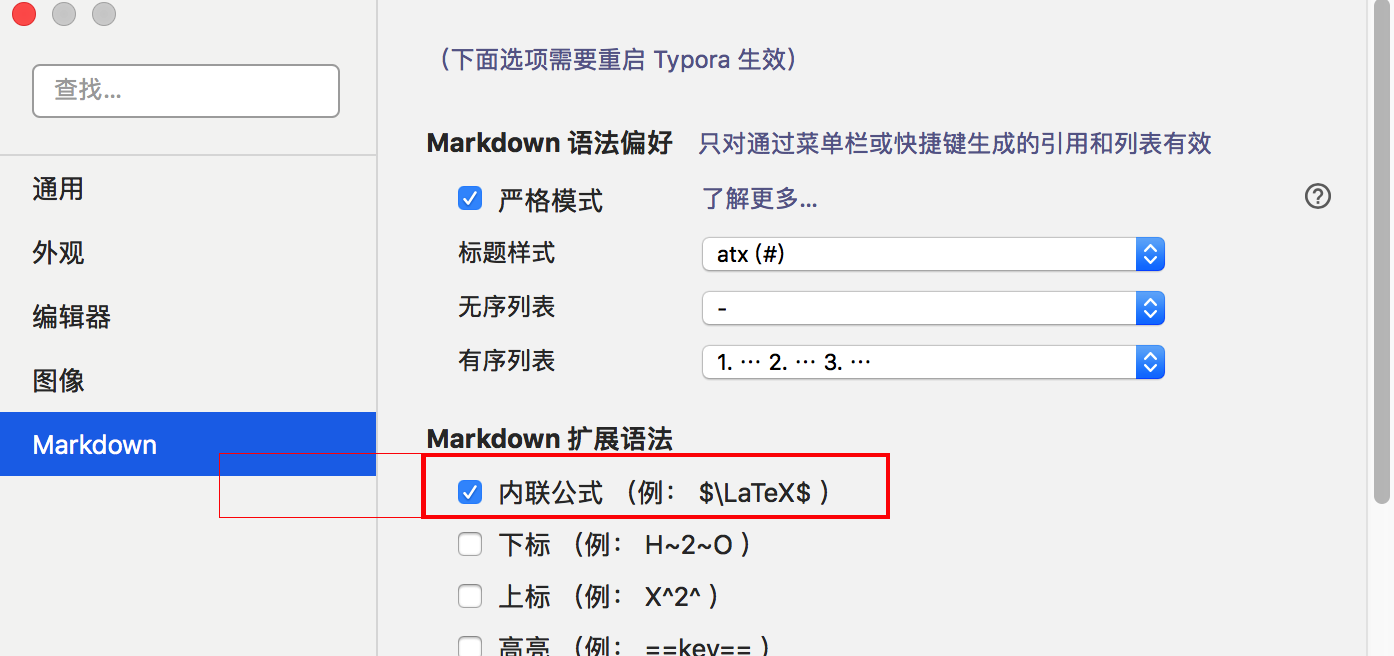 查找...
通用
外观
编辑器
图像
Markdown
（下面选项需要重启 Typora 生效）
Markdown 语法偏好 只对通过菜单栏或快捷键生成的引用和列表有效
严格模式 了解更多...
标题样式 atx (#)
无序列表 -
有序列表 1. ··· 2. ··· 3. ···
Markdown 扩展语法
内联公式 （例： $\LaTeX$ ）
下标 （例： H~2~O ）
上标 （例： X^2^ ）
高亮 （例： ==key== ）